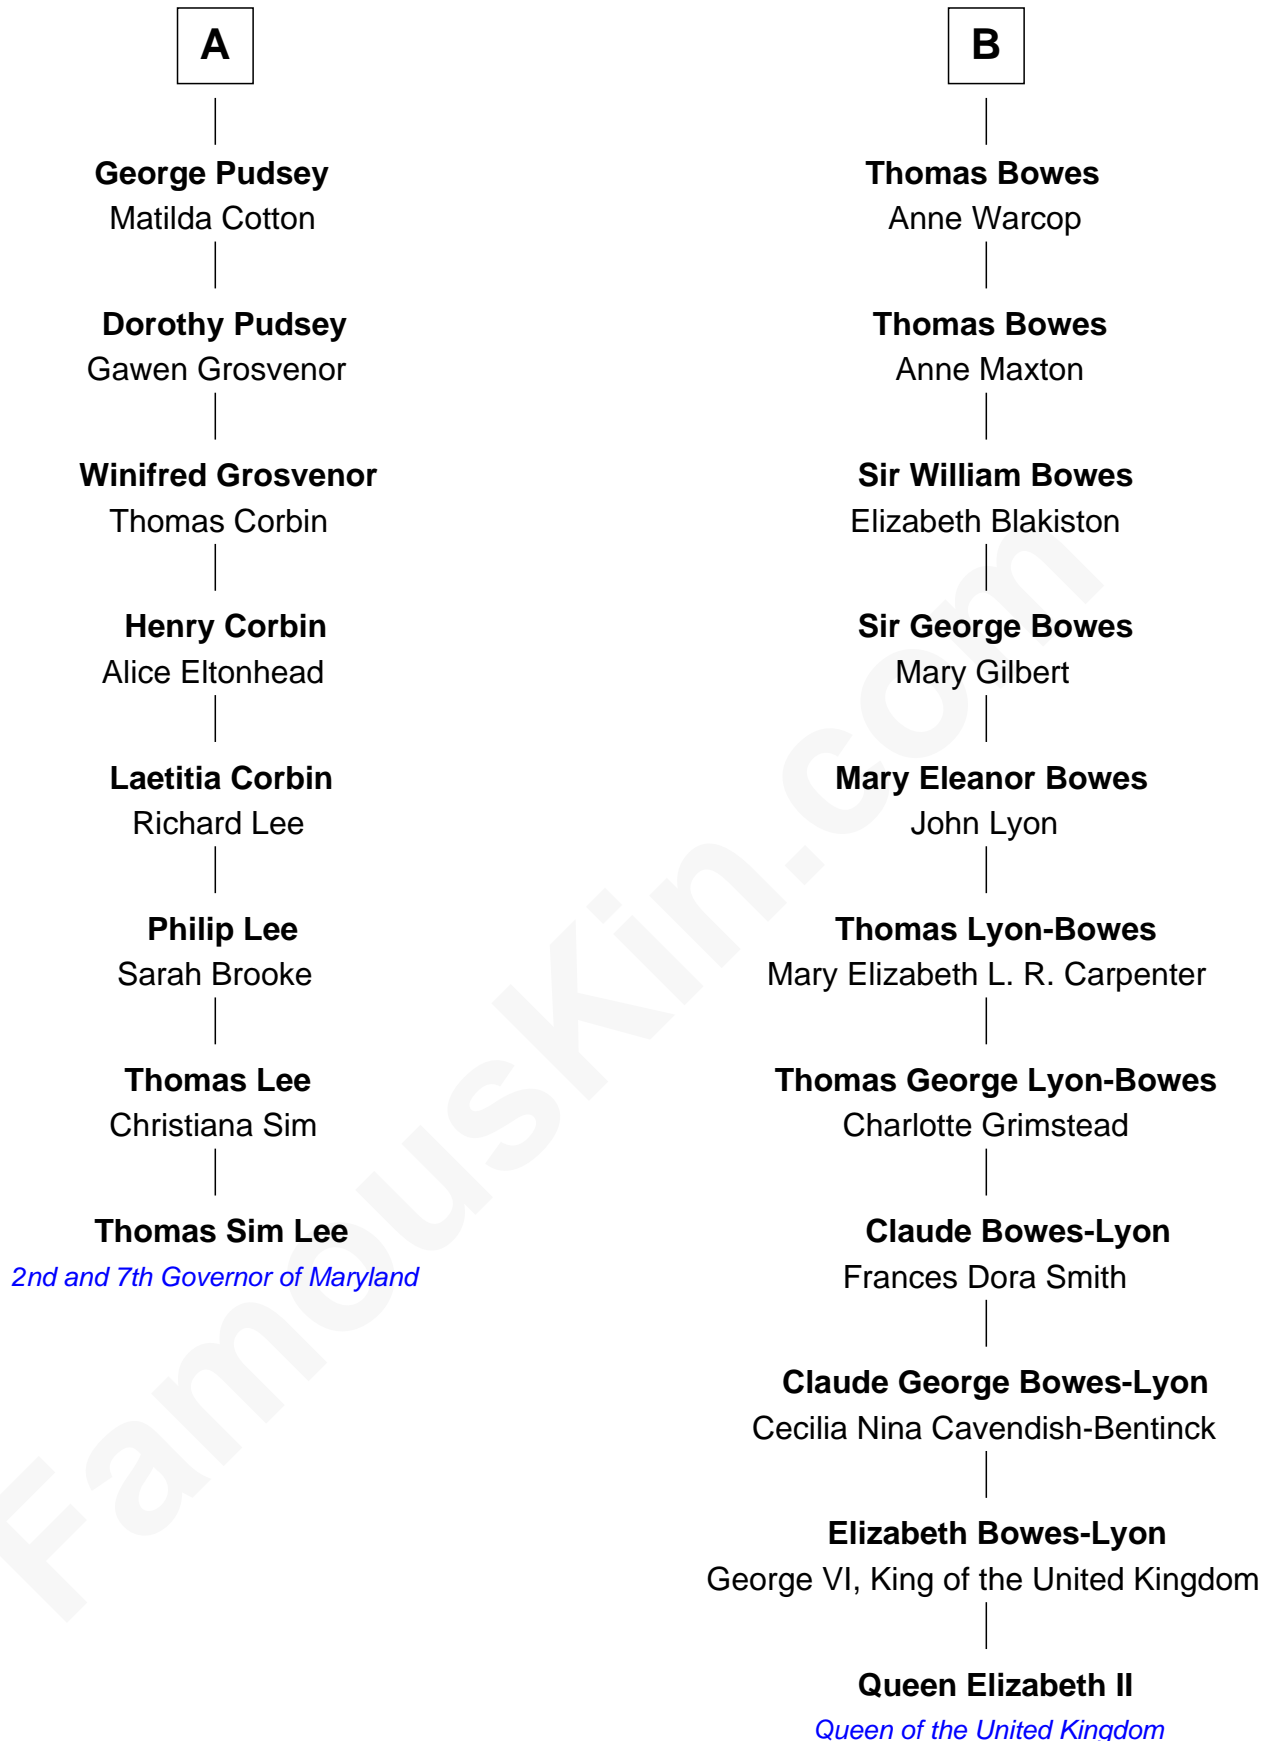 A
George Pudsey
Matilda Cotton
Dorothy Pudsey
Gawen Grosvenor
Winifred Grosvenor
Thomas Corbin
Henry Corbin
Alice Eltonhead
Laetitia Corbin
Richard Lee
Philip Lee
Sarah Brooke
Thomas Lee
Christiana Sim
Thomas Sim Lee
2nd and 7th Governor of Maryland
B
Thomas Bowes
Anne Warcop
Thomas Bowes
Anne Maxton
Sir William Bowes
Elizabeth Blakiston
Sir George Bowes
Mary Gilbert
Mary Eleanor Bowes
John Lyon
Thomas Lyon-Bowes
Mary Elizabeth L. R. Carpenter
Thomas George Lyon-Bowes
Charlotte Grimstead
Claude Bowes-Lyon
Frances Dora Smith
Claude George Bowes-Lyon
Cecilia Nina Cavendish-Bentinck
Elizabeth Bowes-Lyon
George VI, King of the United Kingdom
Queen Elizabeth II
Queen of the United Kingdom
FamousKin.com